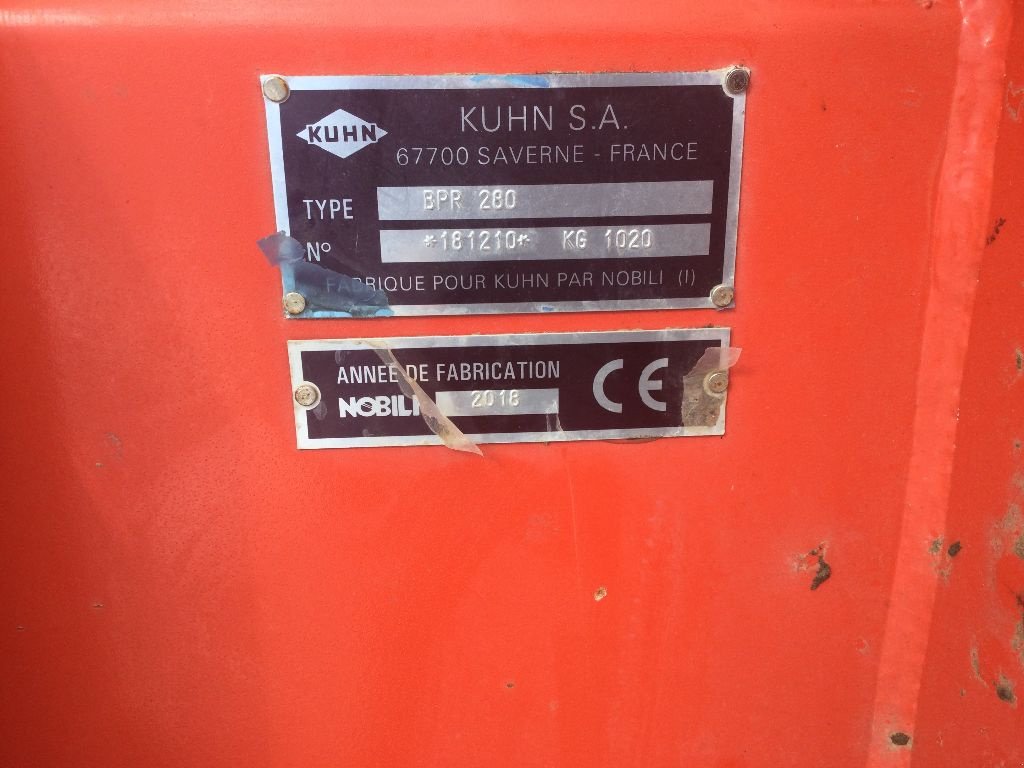 KUHN
KUHN S.A.
67700 SAVERNE - FRANCE
TYPE BPR 280
N° *181210* KG 1020
FABRIQUE POUR KUHN PAR NOBILI (I)
ANNEE DE FABRICATION
NOBILI 2018
CE